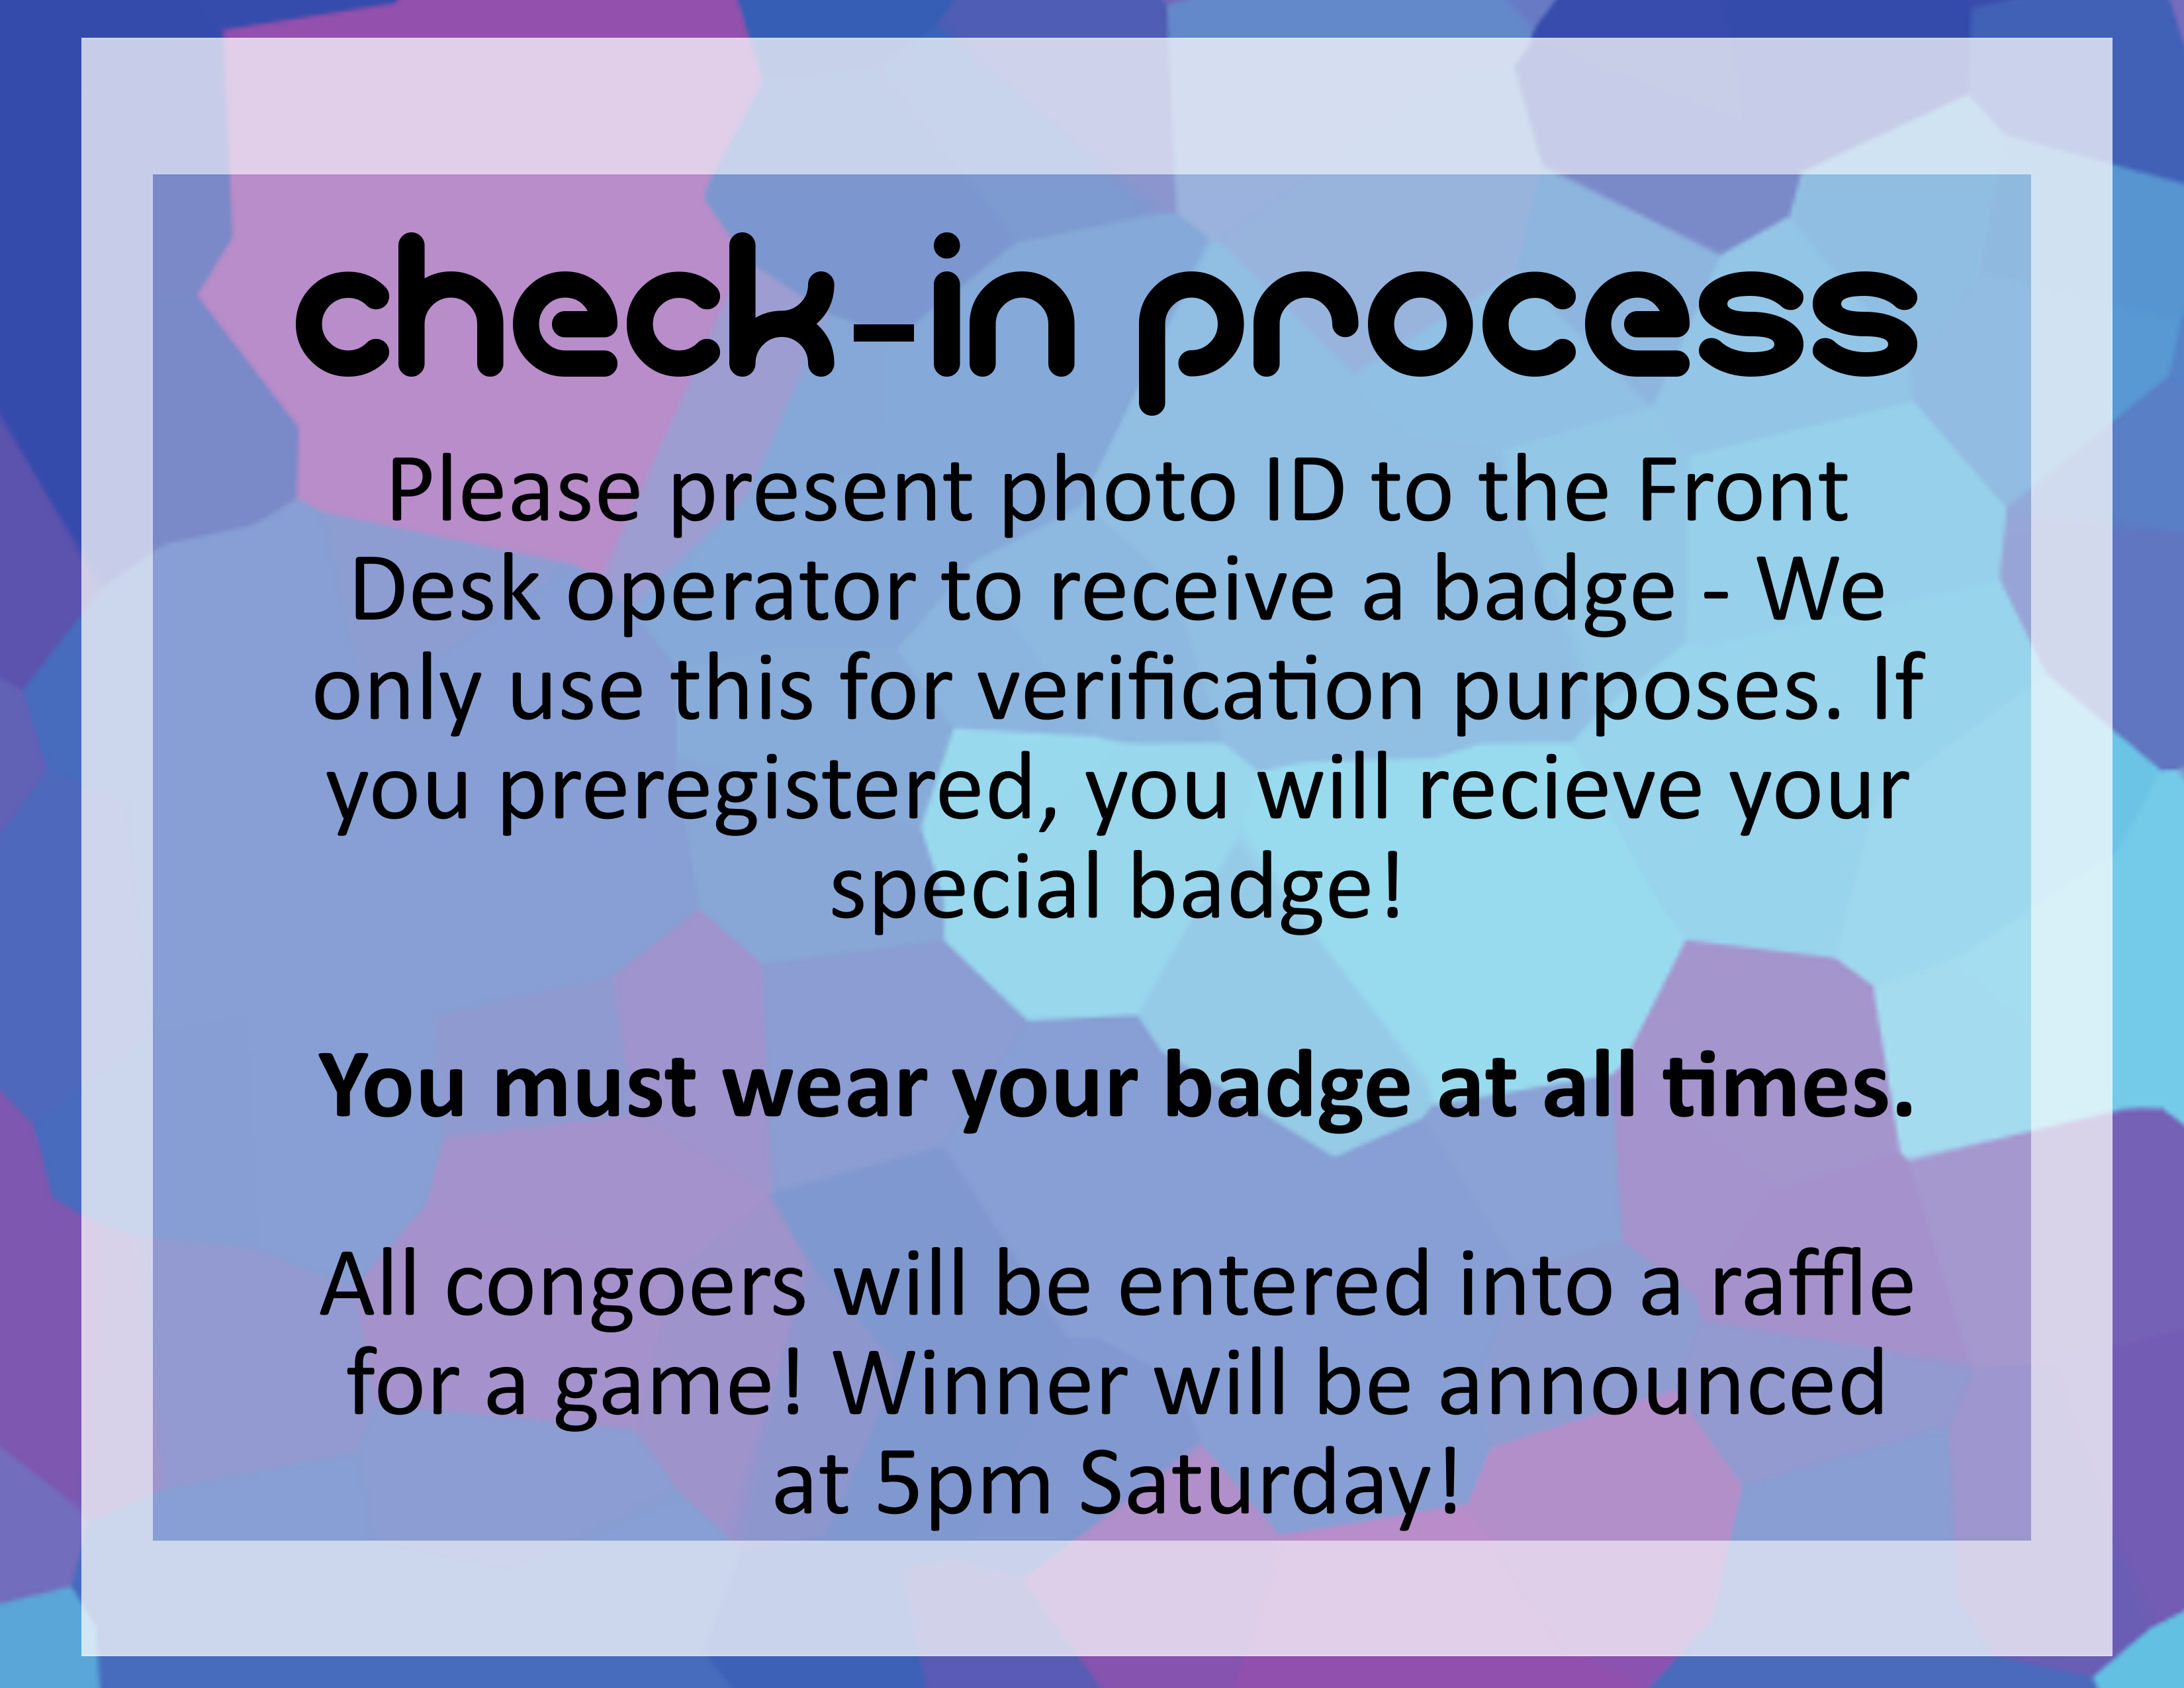 check-in process
Please present photo ID to the Front
Desk operator to receive a badge - We
only use this for verification purposes. If
you preregistered, you will recieve your
special badge!
You must wear your badge at all times.
All congoers will be entered into a raffle
for a game! Winner will be announced
at 5pm Saturday!